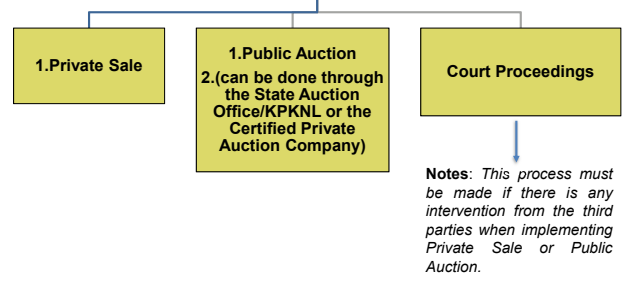 1.Private Sale
1.Public Auction
2.(can be done through
the State Auction
Office/KPKNL or the
Certified Private
Auction Company)
Court Proceedings
Notes: This process must
be made if there is any
intervention from the third
parties when implementing
Private Sale or Public
Auction.